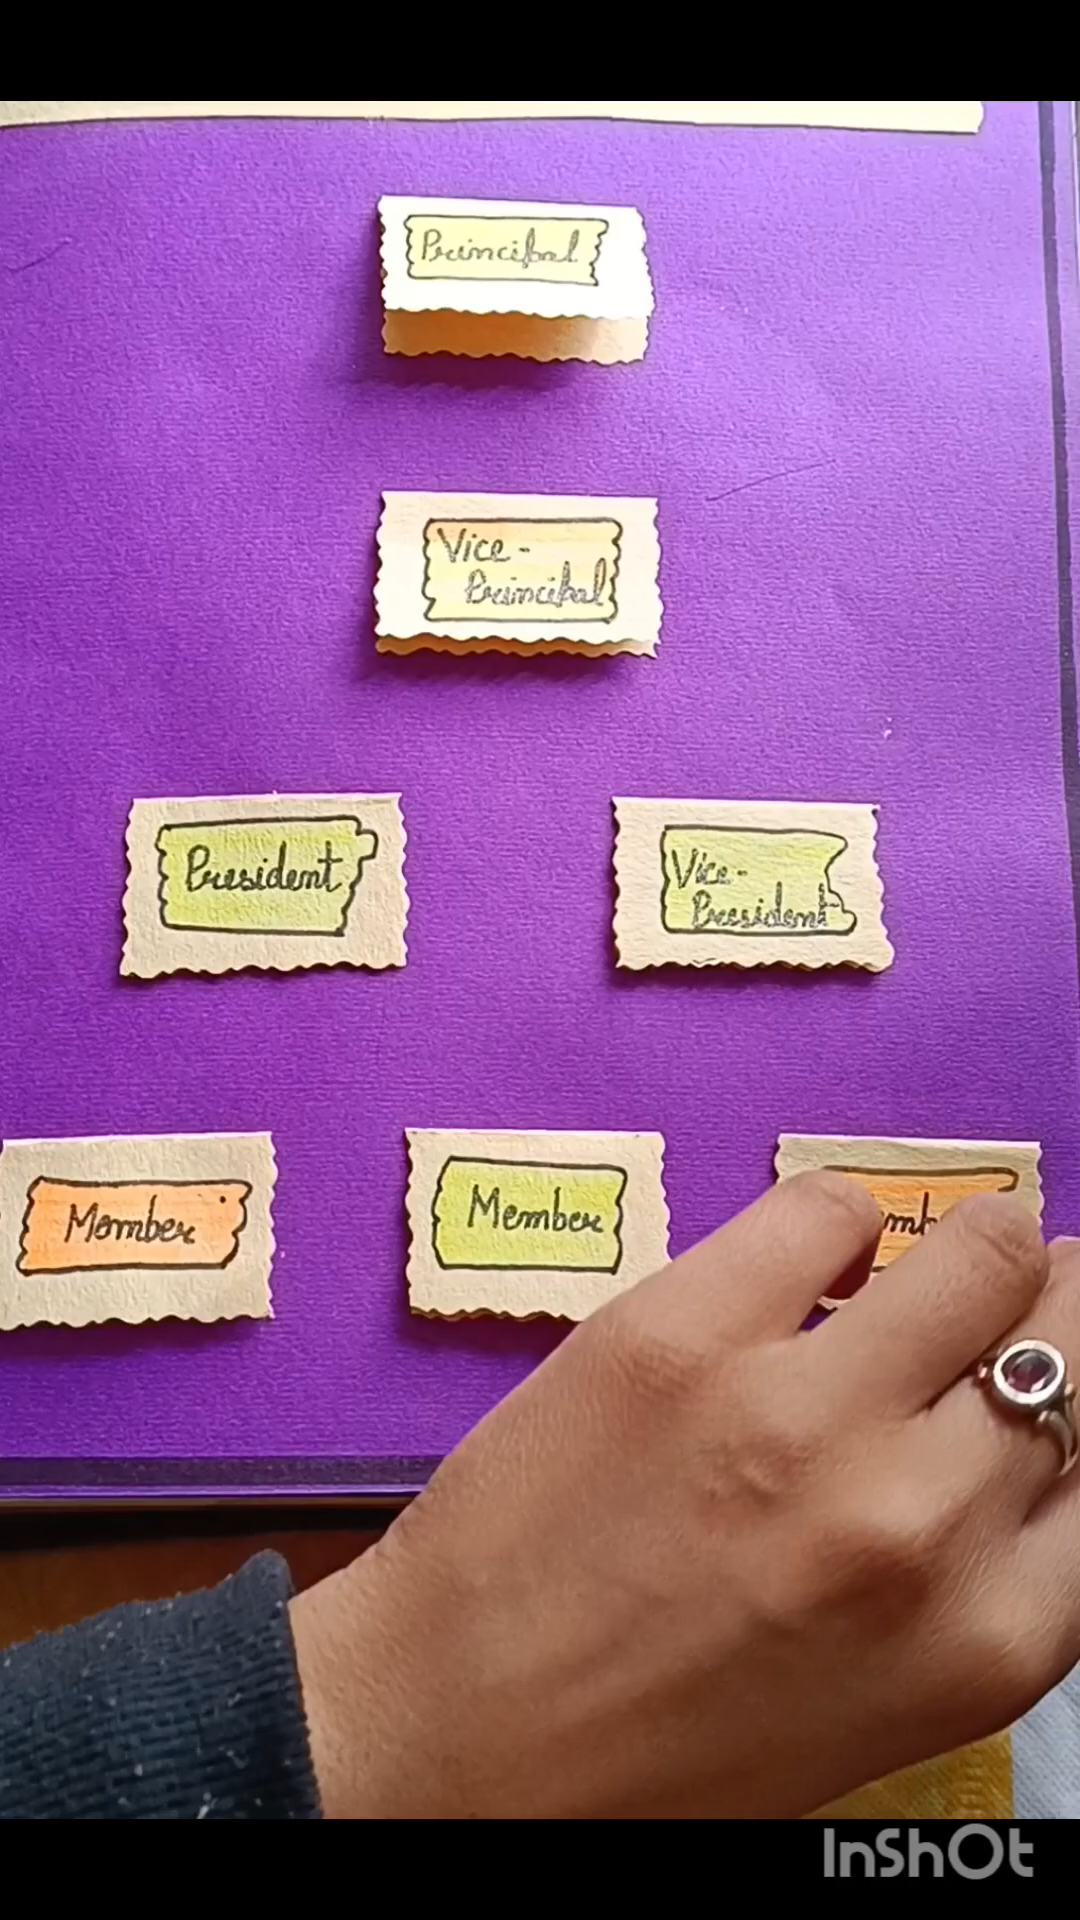 Principal
Vice-
Principal
President
Vice-
President
Member
Member
InShOt